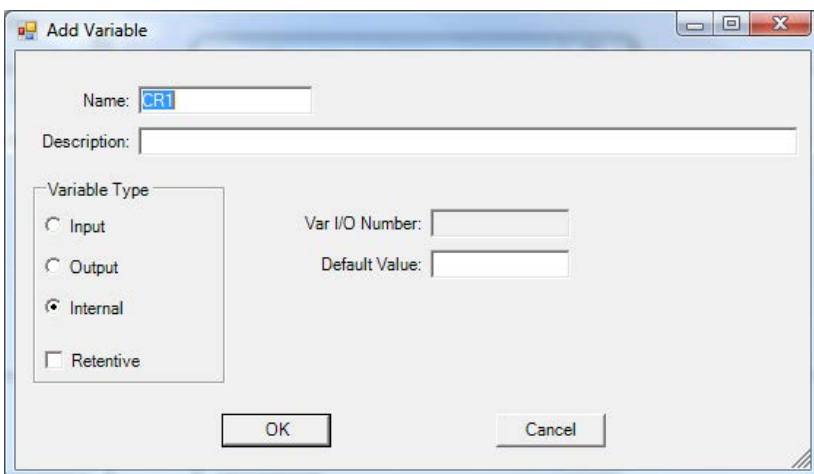 Add Variable
Name: CR1
Description:
Variable Type
Input
Var I/O Number:
Output
Default Value:
Internal
Retentive
OK Cancel